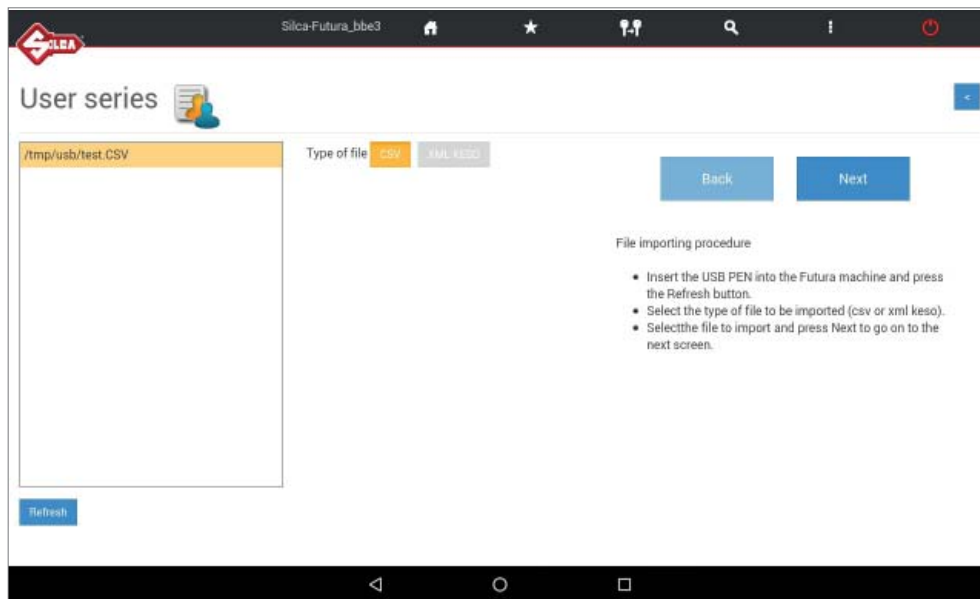 SILCA
Silca-Futura_bbe3
User series
<
/tmp/usb/test.CSV
Type of file CSV XML KESO
Back Next
File importing procedure
• Insert the USB PEN into the Futura machine and press
the Refresh button.
• Select the type of file to be imported (csv or xml keso).
• Selectthe file to import and press Next to go on to the
next screen.
Refresh